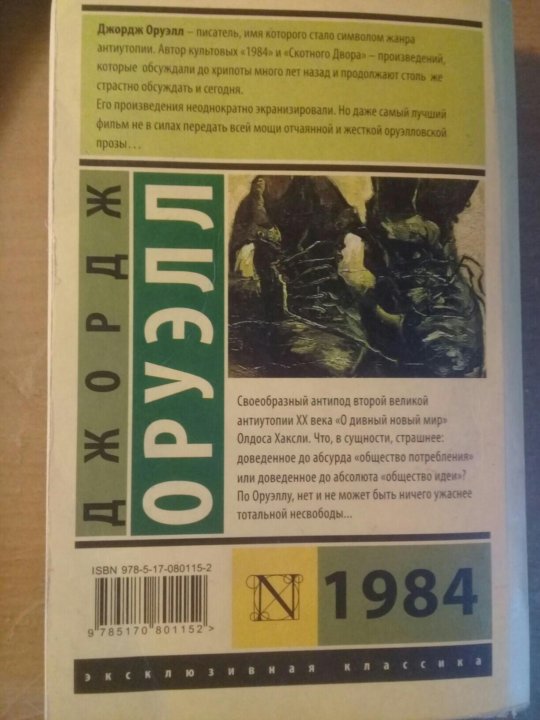 Джордж Оруэлл – писатель, имя которого стало символом жанра
антиутопии. Автор культовых «1984» и «Скотного Двора» – произведений,
которые обсуждали до хрипоты много лет назад и продолжают столь же
страстно обсуждать и сегодня.
Его произведения неоднократно экранизировали. Но даже самый лучший
фильм не в силах передать всей мощи отчаянной и жесткой оруэлловской
прозы…
ДЖОРДЖ
ОРУЭЛЛ
Своеобразный антипод второй великой
антиутопии XX века «О дивный новый мир»
Олдоса Хаксли. Что, в сущности, страшнее:
доведенное до абсурда «общество потребления»
или доведенное до абсолюта «общество идеи»?
По Оруэллу, нет и не может быть ничего ужаснее
тотальной несвободы...
ISBN 978-5-17-080115-2
9 785170 801152 >
N
1984
эксклюзивная классика